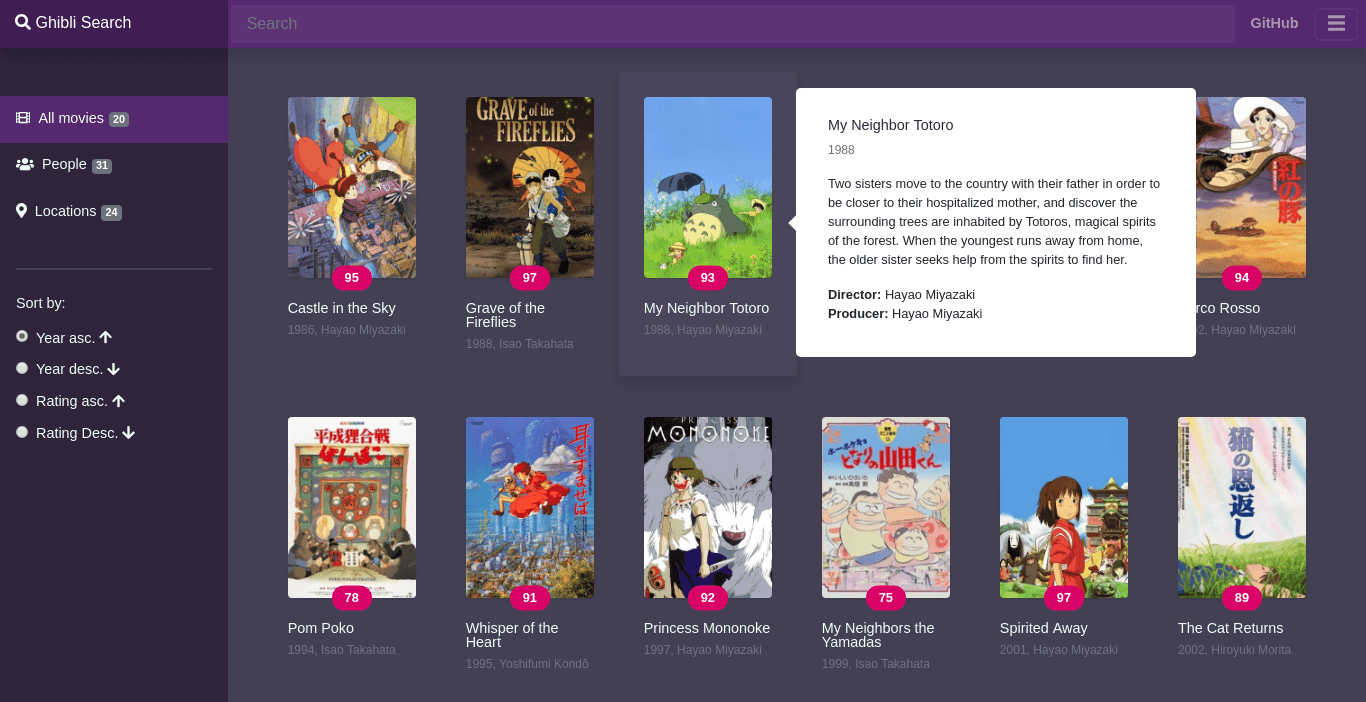 Ghibli Search
Search
GitHub
All movies 20
People 31
Locations 24
Sort by:
Year asc.
Year desc.
Rating asc.
Rating Desc.
GRAVE of the
FIREFLIES
紅の豚
95
97
93
94
Castle in the Sky
1986, Hayao Miyazaki
Grave of the
Fireflies
1988, Isao Takahata
My Neighbor Totoro
1988, Hayao Miyazaki
My Neighbor Totoro
1988
Two sisters move to the country with their father in order to
be closer to their hospitalized mother, and discover the
surrounding trees are inhabited by Totoros, magical spirits
of the forest. When the youngest runs away from home,
the older sister seeks help from the spirits to find her.
Director: Hayao Miyazaki
Producer: Hayao Miyazaki
rco Rosso
2, Hayao Miyazaki
平成狸合戦
ぽんぽこ
耳をすませば
PRINCESS
MONONOKE
ホーホケキョ
となりの山田くん
猫の恩返し
78
91
92
75
97
89
Pom Poko
1994, Isao Takahata
Whisper of the
Heart
1995, Yoshifumi Kondō
Princess Mononoke
1997, Hayao Miyazaki
My Neighbors the
Yamadas
1999, Isao Takahata
Spirited Away
2001, Hayao Miyazaki
The Cat Returns
2002, Hiroyuki Morita